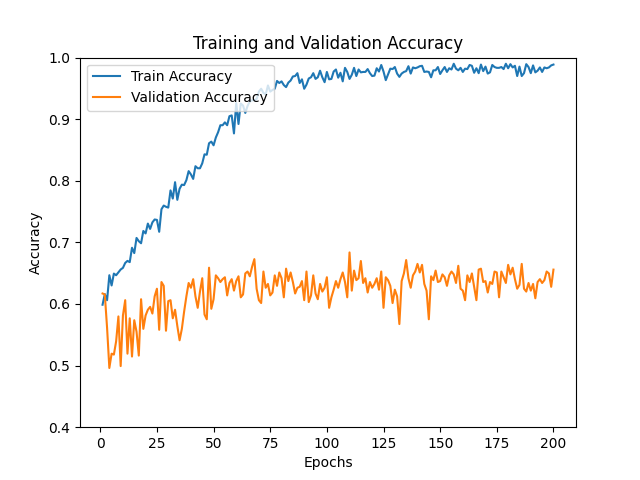 Training and Validation Accuracy
Train Accuracy
Validation Accuracy
1.0
0.9
0.8
0.7
0.6
0.5
0.4
Accuracy
0 25 50 75 100 125 150 175 200
Epochs